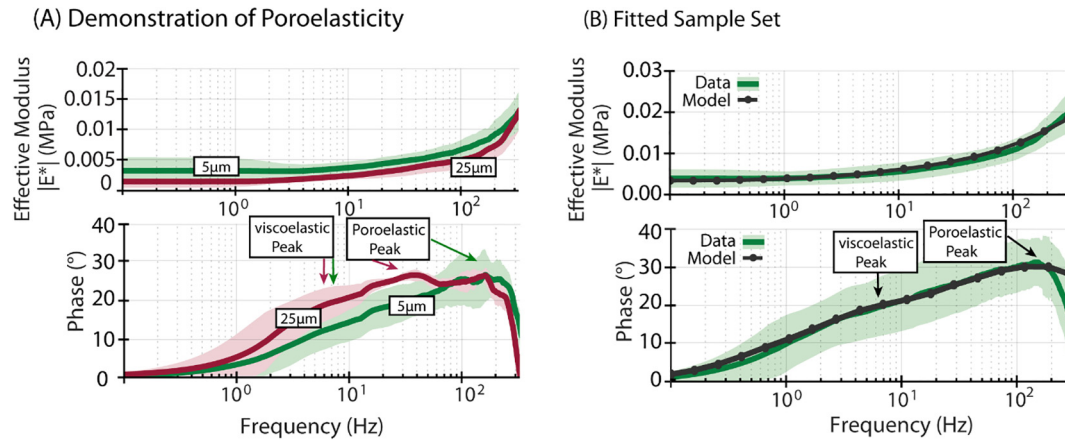 (A) Demonstration of Poroelasticity
Effective Modulus
|E*| (MPa)
0.02
0.015
0.01
0.005
0
5μm
25μm
10⁰
10¹
10²
viscoelastic
Peak
Poroelastic
Peak
Phase (°)
40
30
20
10
0
25μm
5μm
10⁰
10¹
10²
Frequency (Hz)
(B) Fitted Sample Set
Effective Modulus
|E*| (MPa)
0.03
0.02
0.01
0.00
Data
Model
10⁰
10¹
10²
Data
Model
viscoelastic
Peak
Poroelastic
Peak
Phase (°)
40
30
20
10
0
10⁰
10¹
10²
Frequency (Hz)